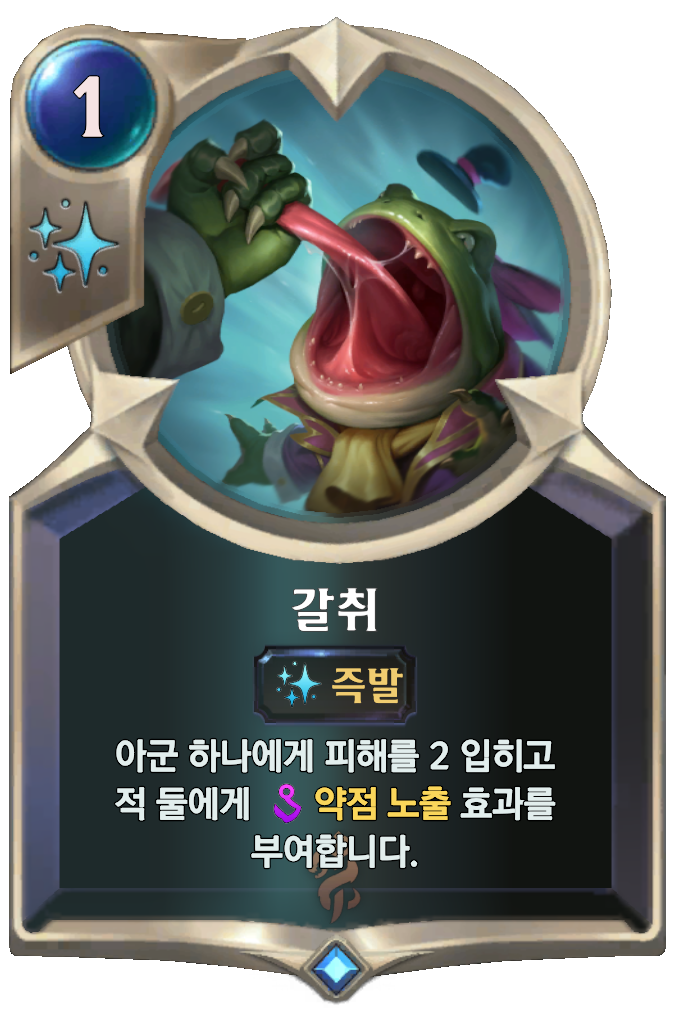 1
갈취
즉발
아군 하나에게 피해를 2 입히고
적 둘에게 약점 노출 효과를
부여합니다.